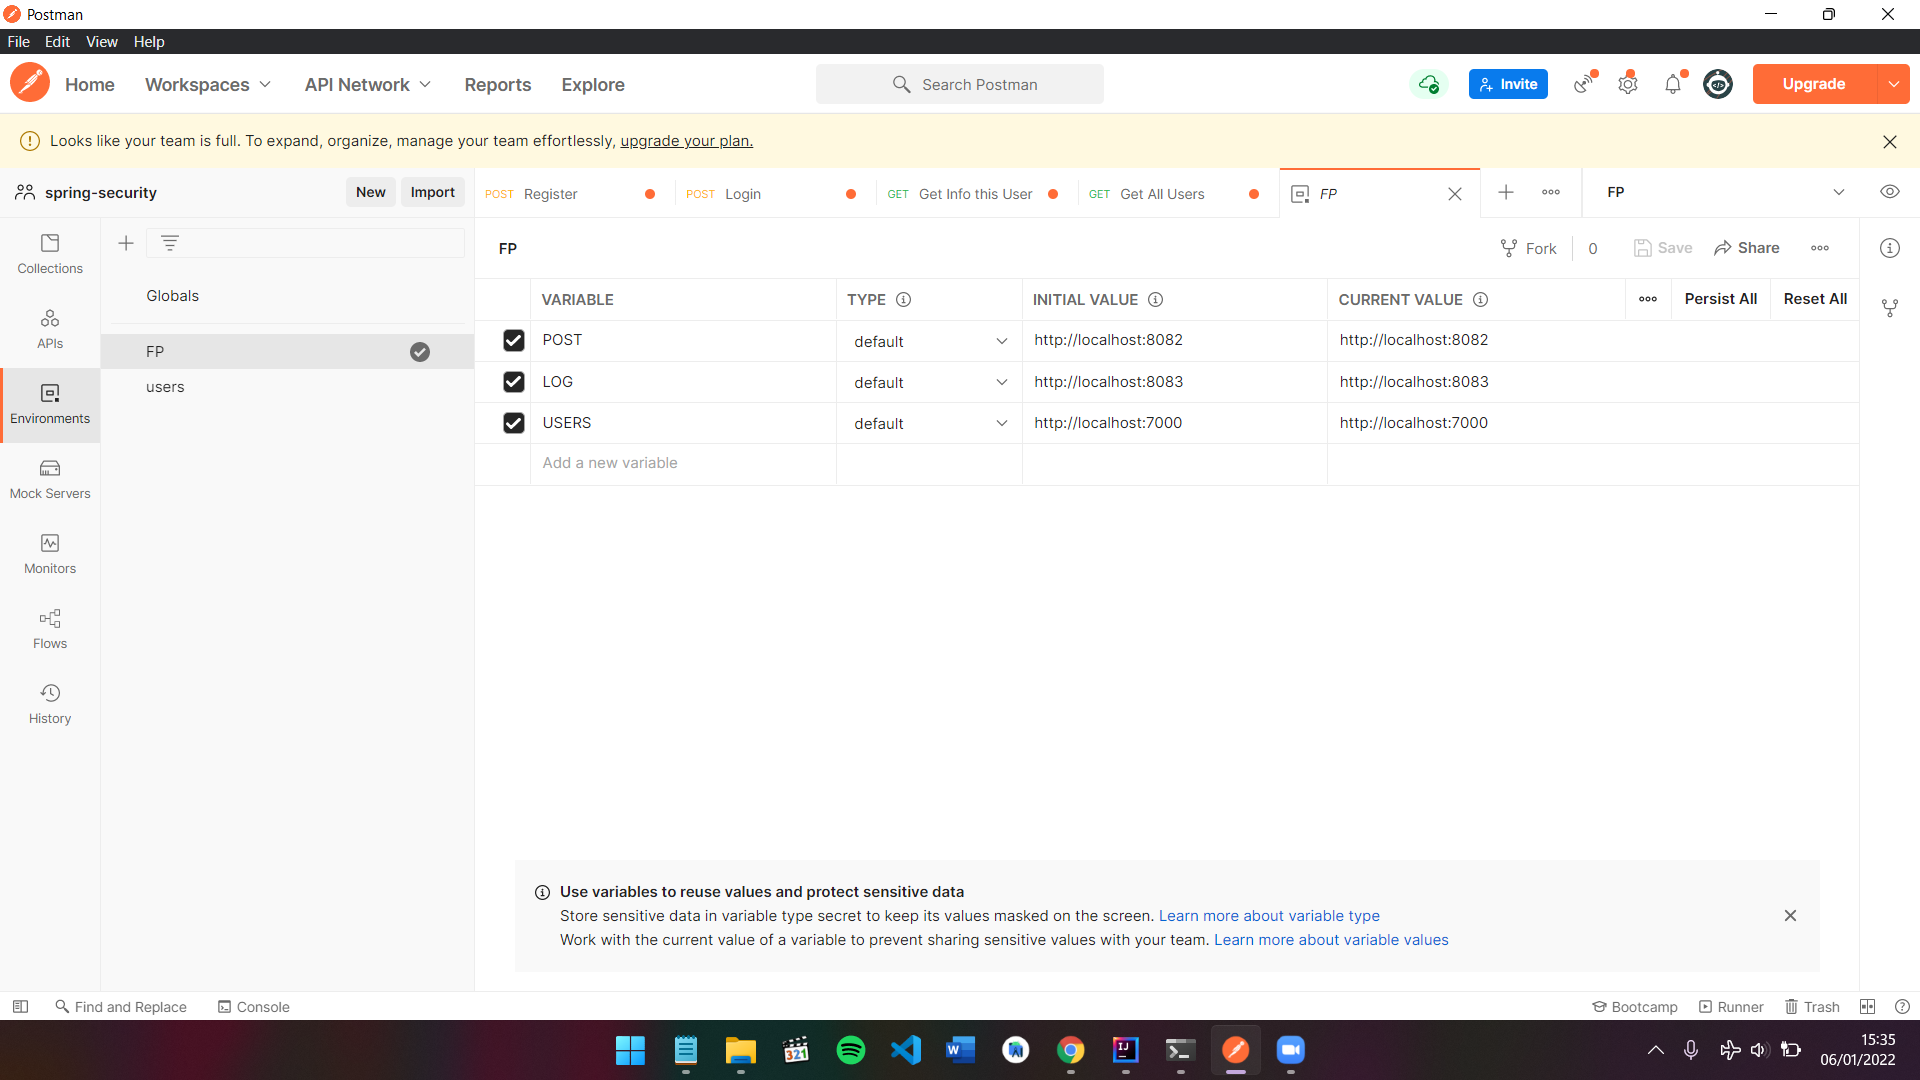 Postman
File Edit View Help
Home Workspaces API Network Reports Explore Search Postman Invite Upgrade
Looks like your team is full. To expand, organize, manage your team effortlessly, upgrade your plan.
spring-security New Import POST Register POST Login GET Get Info this User GET Get All Users FP FP
FP Fork 0 Save Share
Collections
APIs
Environments
Mock Servers
Monitors
Flows
History
Globals
FP
users
VARIABLE TYPE INITIAL VALUE CURRENT VALUE Persist All Reset All
POST default http://localhost:8082 http://localhost:8082
LOG default http://localhost:8083 http://localhost:8083
USERS default http://localhost:7000 http://localhost:7000
Add a new variable
Use variables to reuse values and protect sensitive data
Store sensitive data in variable type secret to keep its values masked on the screen. Learn more about variable type
Work with the current value of a variable to prevent sharing sensitive values with your team. Learn more about variable values
Find and Replace Console Bootcamp Runner Trash
321
W
IJ
15:35
06/01/2022